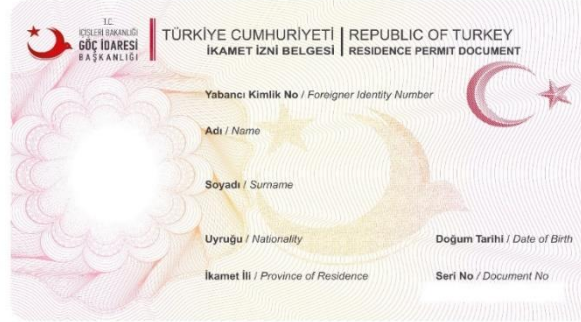 T.C.
İÇİŞLERİ BAKANLIĞI
GÖÇ İDARESİ
BAŞKANLIĞI
TÜRKİYE CUMHURİYETİ | REPUBLIC OF TURKEY
İKAMET İZNİ BELGESİ | RESIDENCE PERMIT DOCUMENT
Yabancı Kimlik No / Foreigner Identity Number
Adı / Name
Soyadı / Surname
Uyruğu / Nationality
Doğum Tarihi / Date of Birth
İkamet İli / Province of Residence
Seri No / Document No